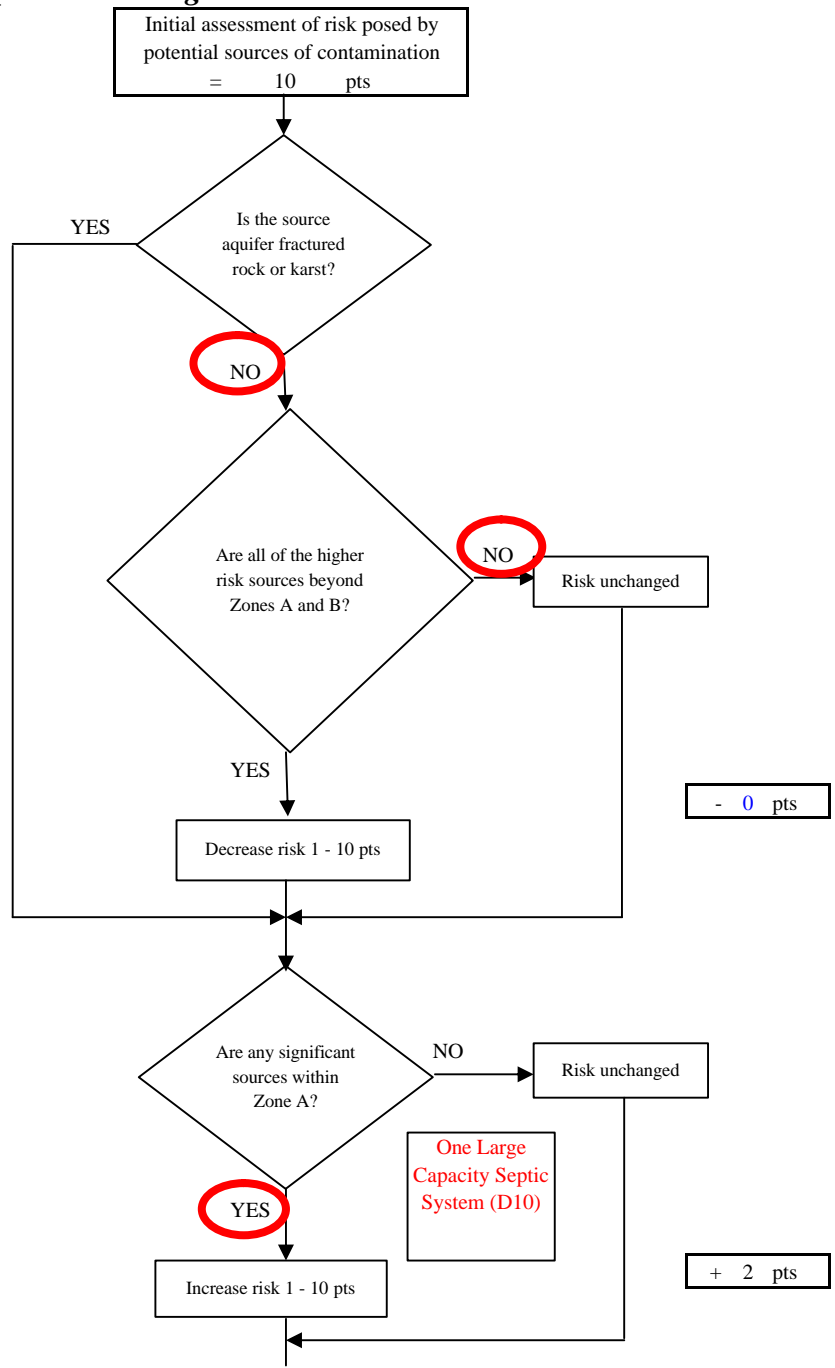 Initial assessment of risk posed by
potential sources of contamination
= 10 pts
YES
Is the source
aquifer fractured
rock or karst?
NO
Are all of the higher
risk sources beyond
Zones A and B?
NO
Risk unchanged
YES
- 0 pts
Decrease risk 1 - 10 pts
Are any significant
sources within
Zone A?
NO
Risk unchanged
One Large
Capacity Septic
System (D10)
YES
+ 2 pts
Increase risk 1 - 10 pts